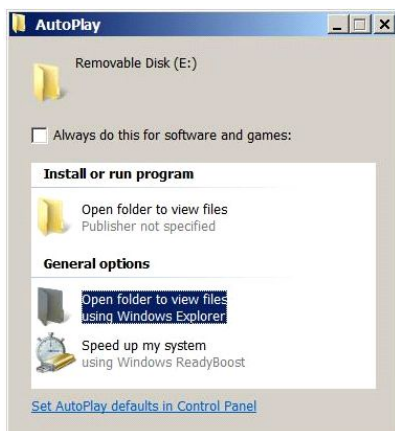 AutoPlay
Removable Disk (E:)
Always do this for software and games:
Install or run program
Open folder to view files
Publisher not specified
General options
Open folder to view files
using Windows Explorer
Speed up my system
using Windows ReadyBoost
Set AutoPlay defaults in Control Panel